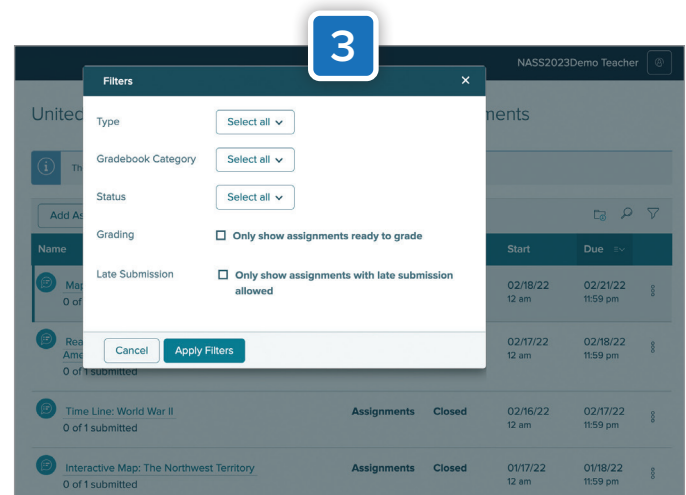 3
NASS2023Demo Teacher
Filters
United
ments
Type
Select all
Gradebook Category
Select all
Th
Status
Select all
Add As
Grading
Only show assignments ready to grade
Name
Start
Due
Late Submission
Only show assignments with late submission
allowed
Map
02/18/22
02/21/22
0 of
12 am
11:59 pm
Cancel
Apply Filters
Rea
02/17/22
02/18/22
Ame
12 am
11:59 pm
0 of 1 submitted
Time Line: World War II
Assignments
Closed
02/16/22
02/17/22
0 of 1 submitted
12 am
11:59 pm
Interactive Map: The Northwest Territory
Assignments
Closed
01/17/22
01/18/22
0 of 1 submitted
12 am
11:59 pm